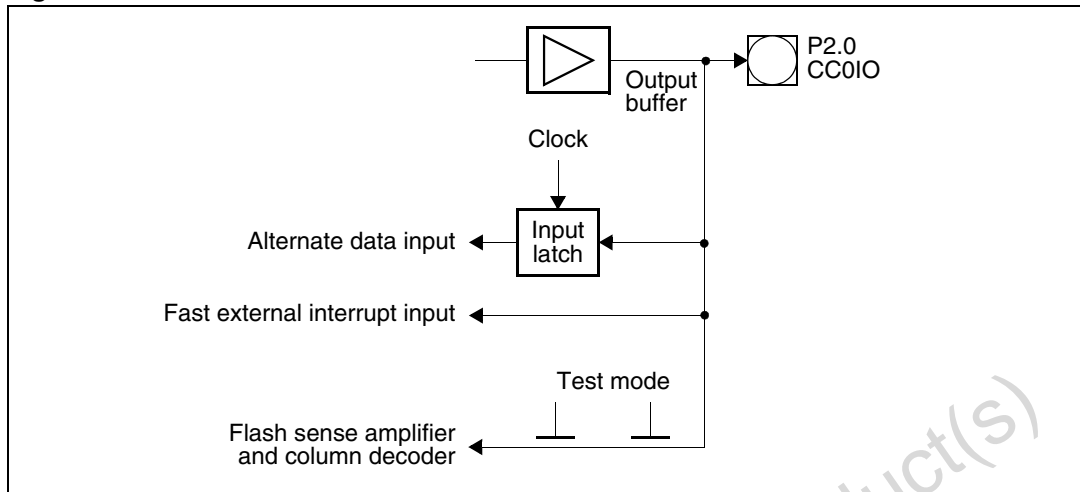 P2.0
CC0IO
Output
buffer
Clock
Input
latch
Alternate data input
Fast external interrupt input
Test mode
Flash sense amplifier
and column decoder
duct(s)